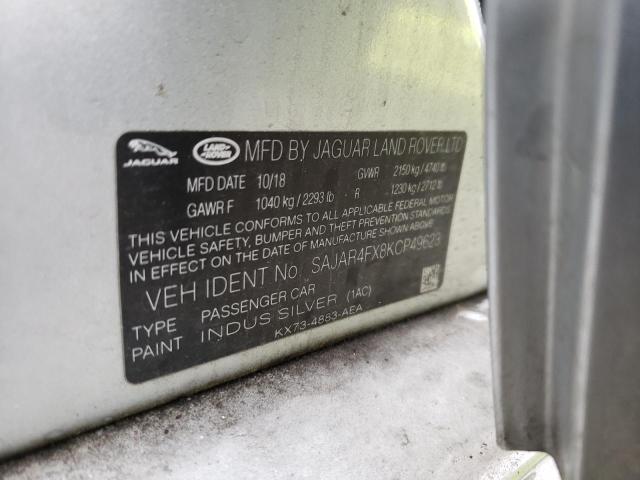 JAGUAR LAND ROVER MFD BY JAGUAR LAND ROVER LTD
MFD DATE 10/18 GVWR 2150 kg / 4740 lb
GAWR F 1040 kg / 2293 lb R 1230 kg / 2712 lb
THIS VEHICLE CONFORMS TO ALL APPLICABLE FEDERAL MOTOR
VEHICLE SAFETY, BUMPER AND THEFT PREVENTION STANDARDS
IN EFFECT ON THE DATE OF MANUFACTURE SHOWN ABOVE
VEH IDENT No SAJAR4FX8KCP49623
TYPE PASSENGER CAR
PAINT INDUS SILVER (1AC)
KX73-4883-AEA